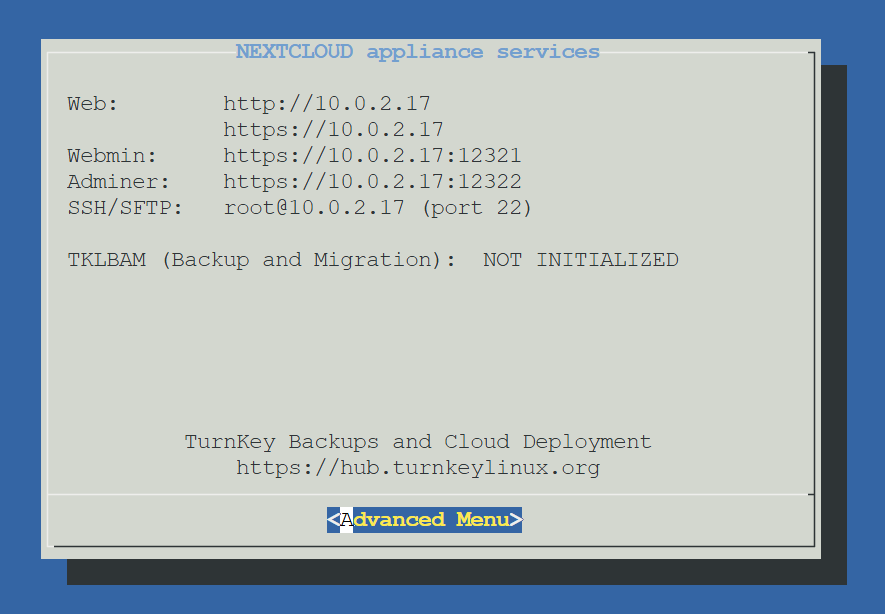 NEXTCLOUD appliance services
Web: http://10.0.2.17
https://10.0.2.17
Webmin: https://10.0.2.17:12321
Adminer: https://10.0.2.17:12322
SSH/SFTP: root@10.0.2.17 (port 22)
TKLBAM (Backup and Migration): NOT INITIALIZED
TurnKey Backups and Cloud Deployment
https://hub.turnkeylinux.org
<Advanced Menu>